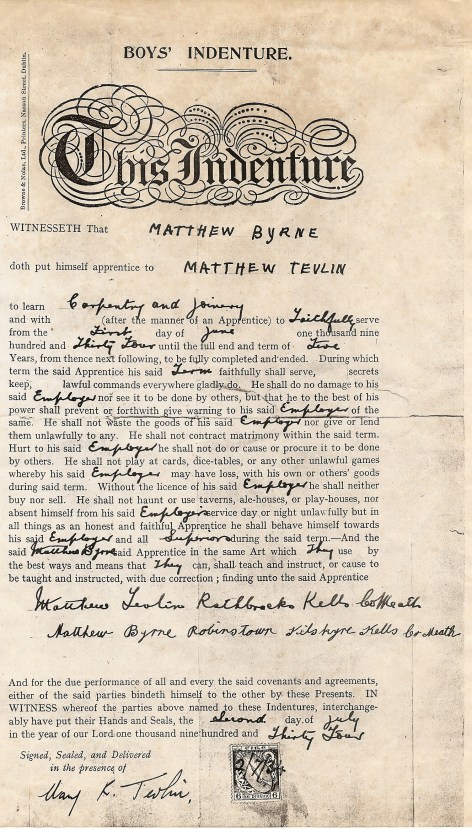 BOYS' INDENTURE.
Browne & Nolan, Ltd., Printers, Nassau Street, Dublin.
This Indenture
WITNESSETH That MATTHEW BYRNE
doth put himself apprentice to MATTHEW TEVLIN
to learn Carpentry and Joinery
and with (after the manner of an Apprentice) to Faithfully serve
from the First day of June one thousand nine
hundred and Thirty Four until the full end and term of Five
Years, from thence next following, to be fully completed and ended. During which
term the said Apprentice his said Term faithfully shall serve, secrets
keep, lawful commands everywhere gladly do. He shall do no damage to his
said Employer nor see it to be done by others, but that he to the best of his
power shall prevent or forthwith give warning to his said Employer of the
same. He shall not waste the goods of his said Employer nor give or lend
them unlawfully to any. He shall not contract matrimony within the said term.
Hurt to his said Employer he shall not do or cause or procure it to be done
by others. He shall not play at cards, dice-tables, or any other unlawful games
whereby his said Employer may have loss, with his own or others' goods
during said term. Without the licence of his said Employer he shall neither
buy nor sell. He shall not haunt or use taverns, ale-houses, or play-houses, nor
absent himself from his said Employers service day or night unlawfully but in
all things as an honest and faithful Apprentice he shall behave himself towards
his said Employer and all Superiors during the said term.—And the
said Matthew Byrne said Apprentice in the same Art which They use by
the best ways and means that They can, shall teach and instruct, or cause to
be taught and instructed, with due correction; finding unto the said Apprentice
Matthew Tevlin Rathbracks Kells Co Meath
Matthew Byrne Robinstown Kilskyre Kells Co Meath
And for the due performance of all and every the said covenants and agreements,
either of the said parties bindeth himself to the other by these Presents. IN
WITNESS whereof the parties above named to these Indentures, interchange-
ably have put their Hands and Seals, the Second day of July
in the year of our Lord one thousand nine hundred and Thirty Four
Signed, Sealed, and Delivered
in the presence of
Mary K. Tevlin.